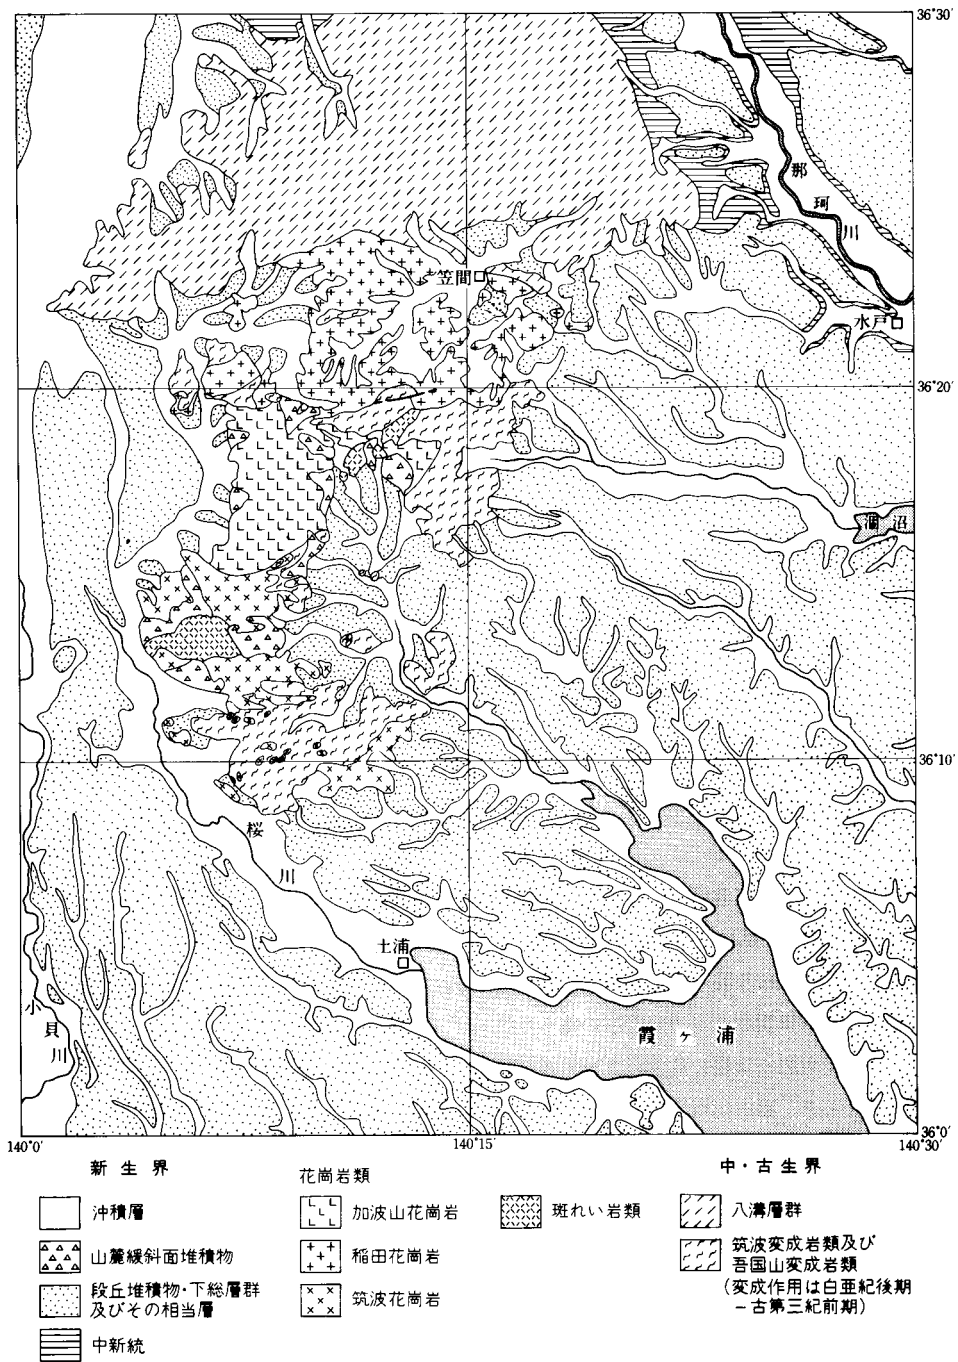 36°30′
那
珂
川
笠間
水戸
36°20′
涸沼
36°10′
桜
川
土浦
小
貝
川
霞ヶ浦
36°0′
140°0′
140°15′
140°30′
新生界
沖積層
山麓緩斜面堆積物
段丘堆積物・下総層群
及びその相当層
中新統
花崗岩類
加波山花崗岩
稲田花崗岩
筑波花崗岩
斑れい岩類
中・古生界
八溝層群
筑波変成岩類及び
吾国山変成岩類
(変成作用は白亜紀後期
－古第三紀前期)